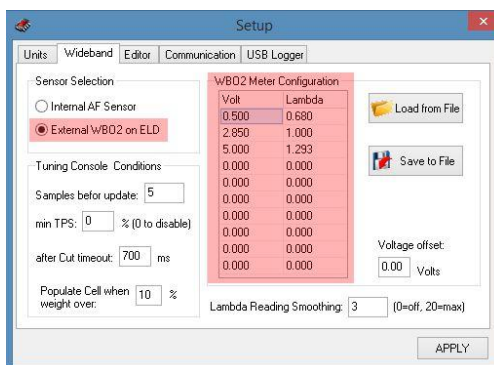 Setup
Units Wideband Editor Communication USB Logger
Sensor Selection
Internal AF Sensor
External WBO2 on ELD
Tuning Console Conditions
Samples befor update: 5
min TPS: 0 % (0 to disable)
after Cut timeout: 700 ms
Populate Cell when
weight over: 10 %
WBO2 Meter Configuration
Volt Lambda
0.500 0.680
2.850 1.000
5.000 1.293
0.000 0.000
0.000 0.000
0.000 0.000
0.000 0.000
0.000 0.000
0.000 0.000
0.000 0.000
Load from File
Save to File
Voltage offset:
0.00 Volts
Lambda Reading Smoothing: 3 (0=off, 20=max)
APPLY